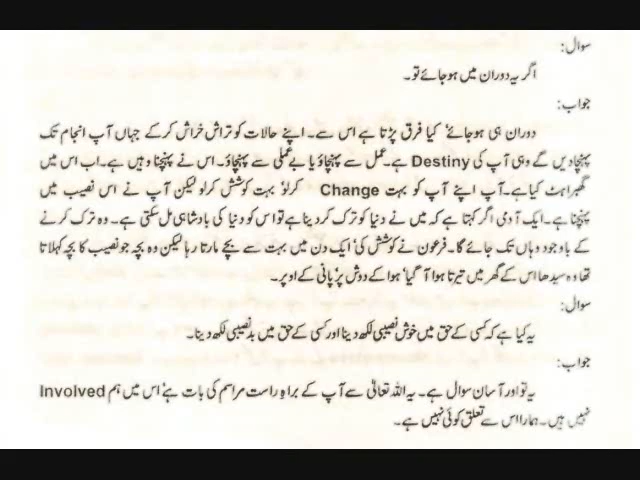 سوال:
اگر یہ دوران میں ہو جائے تو۔
جواب:
دوران ہی ہو جائے‘ کیا فرق پڑتا ہے اس سے۔ اپنے حالات کو تراش خراش کر کے جہاں آپ انجام تک
پہنچا دیں گے وہی آپ کی Destiny ہے۔ عمل سے پہنچاؤ یا بے عملی سے پہنچاؤ۔ اس نے پہنچنا وہیں ہے۔ اب اس میں
گھبراہٹ کیا ہے۔ آپ اپنے آپ کو بہت Change کرلو‘ بہت کوشش کرلو لیکن آپ نے اس نصیب میں
پہنچنا ہے۔ ایک آدمی اگر کہتا ہے کہ میں نے دنیا کو ترک کر دینا ہے تو اس کو دنیا کی بادشاہی مل سکتی ہے۔ وہ ترک کرنے
کے باوجود وہاں تک جائے گا۔ فرعون نے کوشش کی‘ ایک دن میں بہت سے بچے مارتا رہا لیکن وہ بچہ جو نصیب کا بچہ کہلاتا
تھا وہ سیدھا اس کے گھر میں تیرتا ہوا آ گیا‘ ہوا کے دوش پر‘ پانی کے اوپر۔
سوال:
یہ کیا ہے کہ کسی کے حق میں خوش نصیبی لکھ دینا اور کسی کے حق میں بد نصیبی لکھ دینا۔
جواب:
یہ تو اور آسان سوال ہے۔ یہ اللہ تعالیٰ سے آپ کے براہِ راست مراسم کی بات ہے‘ اس میں ہم Involved
نہیں ہیں۔ ہمارا اس سے تعلق کوئی نہیں ہے۔